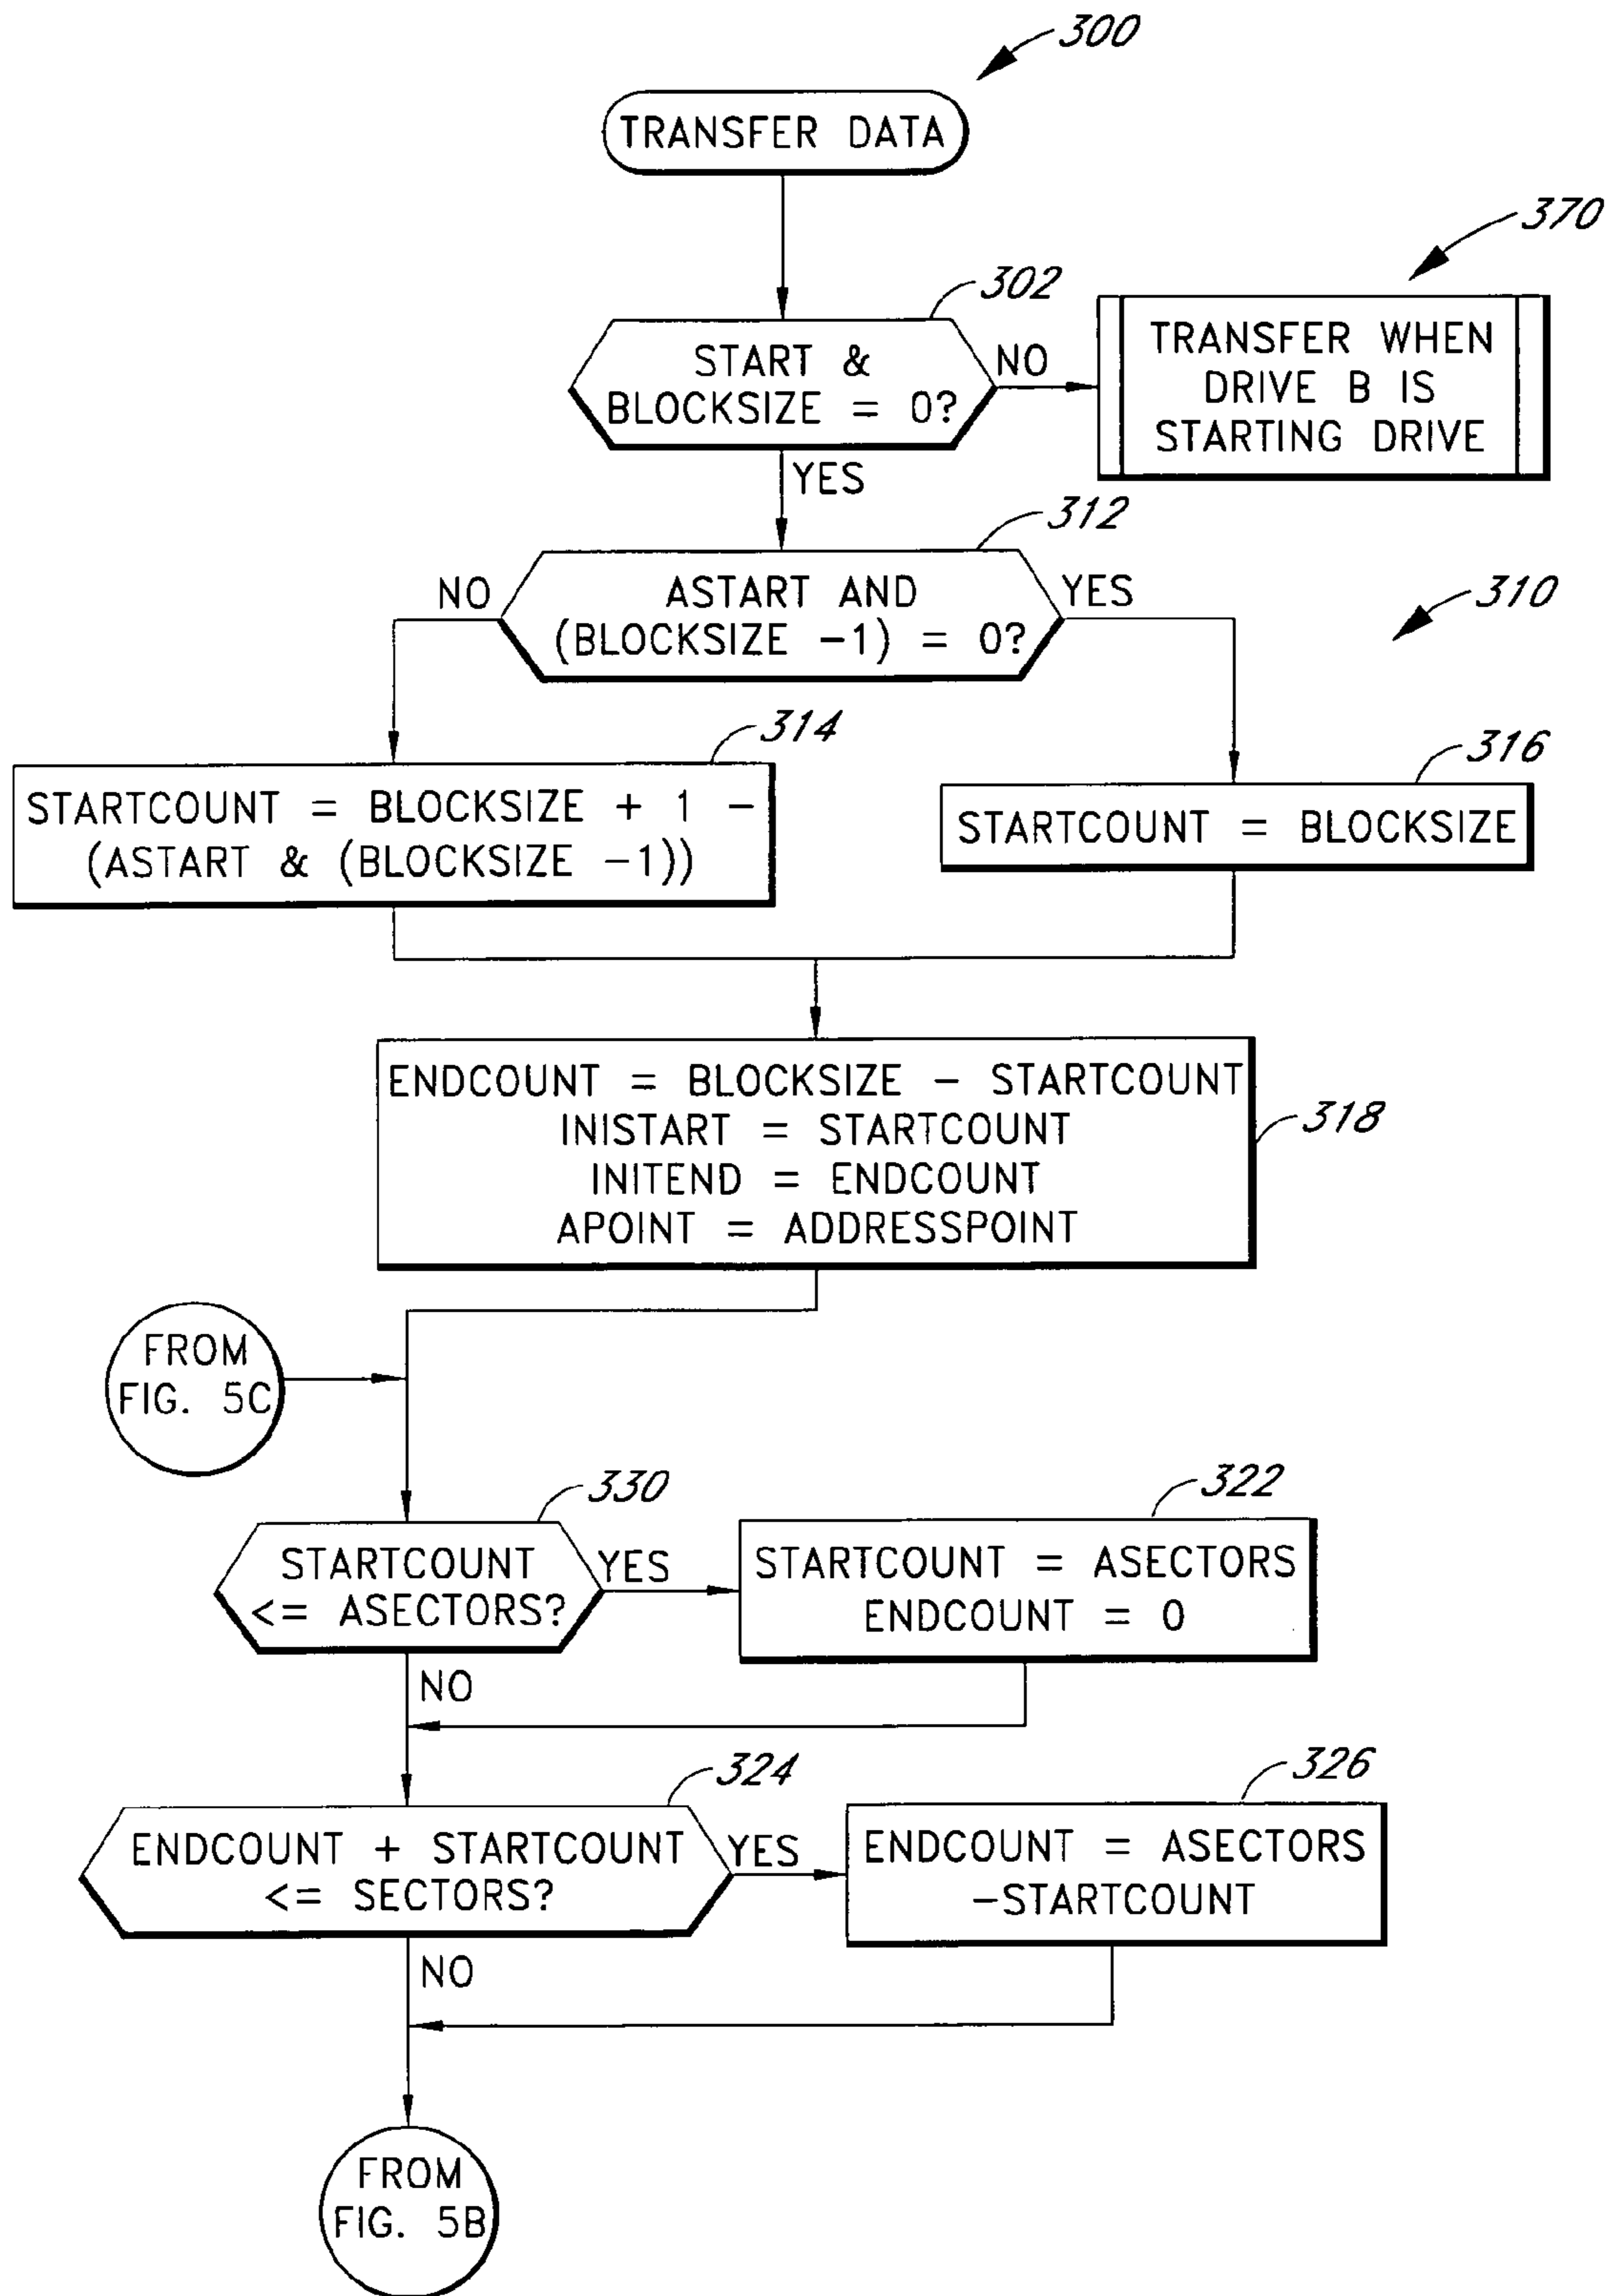 300
TRANSFER DATA
370
302
START &
BLOCKSIZE = 0?
NO
TRANSFER WHEN
DRIVE B IS
STARTING DRIVE
YES
312
NO
ASTART AND
(BLOCKSIZE -1) = 0?
YES
310
314
STARTCOUNT = BLOCKSIZE + 1 -
(ASTART & (BLOCKSIZE -1))
316
STARTCOUNT = BLOCKSIZE
ENDCOUNT = BLOCKSIZE - STARTCOUNT
INISTART = STARTCOUNT
INITEND = ENDCOUNT
APOINT = ADDRESSPOINT
318
FROM
FIG. 5C
330
STARTCOUNT
<= ASECTORS?
YES
322
STARTCOUNT = ASECTORS
ENDCOUNT = 0
NO
324
ENDCOUNT + STARTCOUNT
<= SECTORS?
YES
326
ENDCOUNT = ASECTORS
-STARTCOUNT
NO
FROM
FIG. 5B